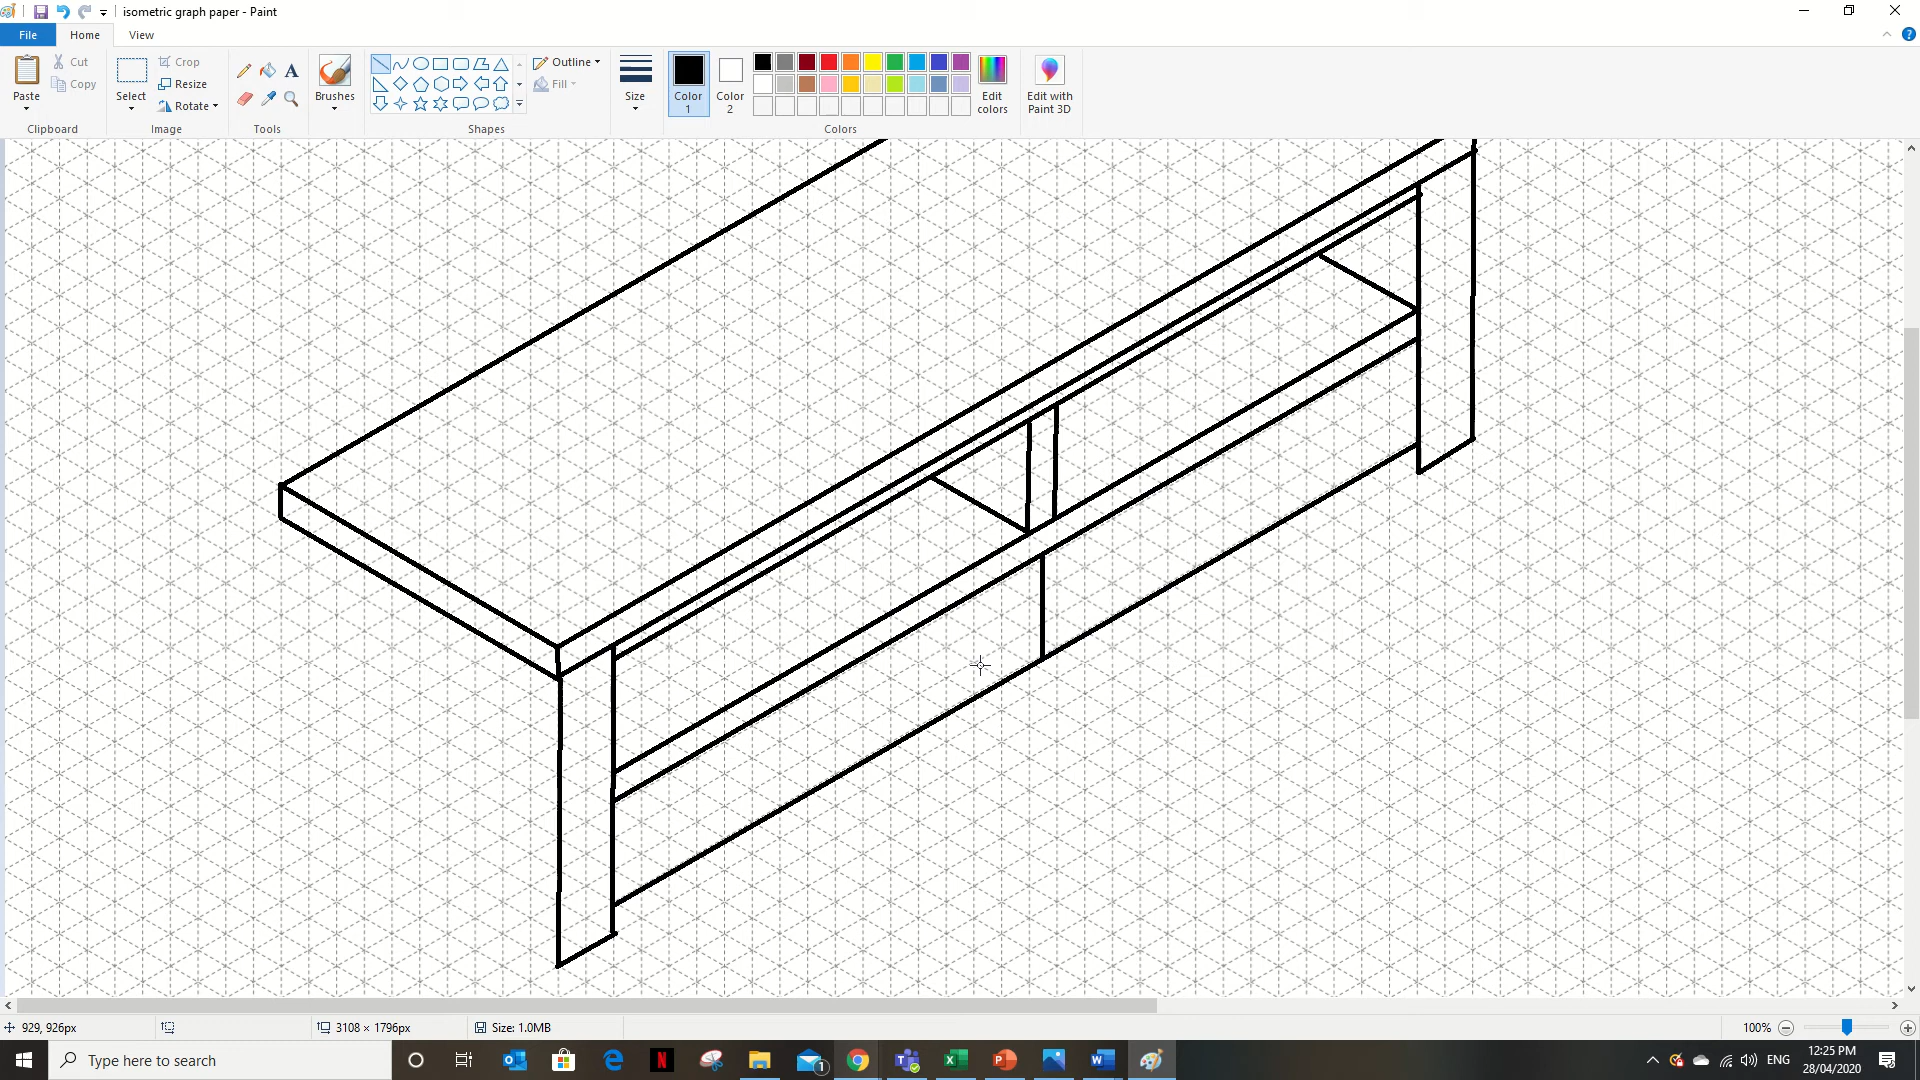 isometric graph paper - Paint
File Home View
Paste
Cut
Copy
Clipboard
Select
Crop
Resize
Rotate
Image
A
Tools
Brushes
Shapes
Outline
Fill
Size
Color 1
Color 2
Edit colors
Colors
Edit with Paint 3D
929, 926px
3108 × 1796px
Size: 1.0MB
100%
Type here to search
1
ENG
12:25 PM
28/04/2020